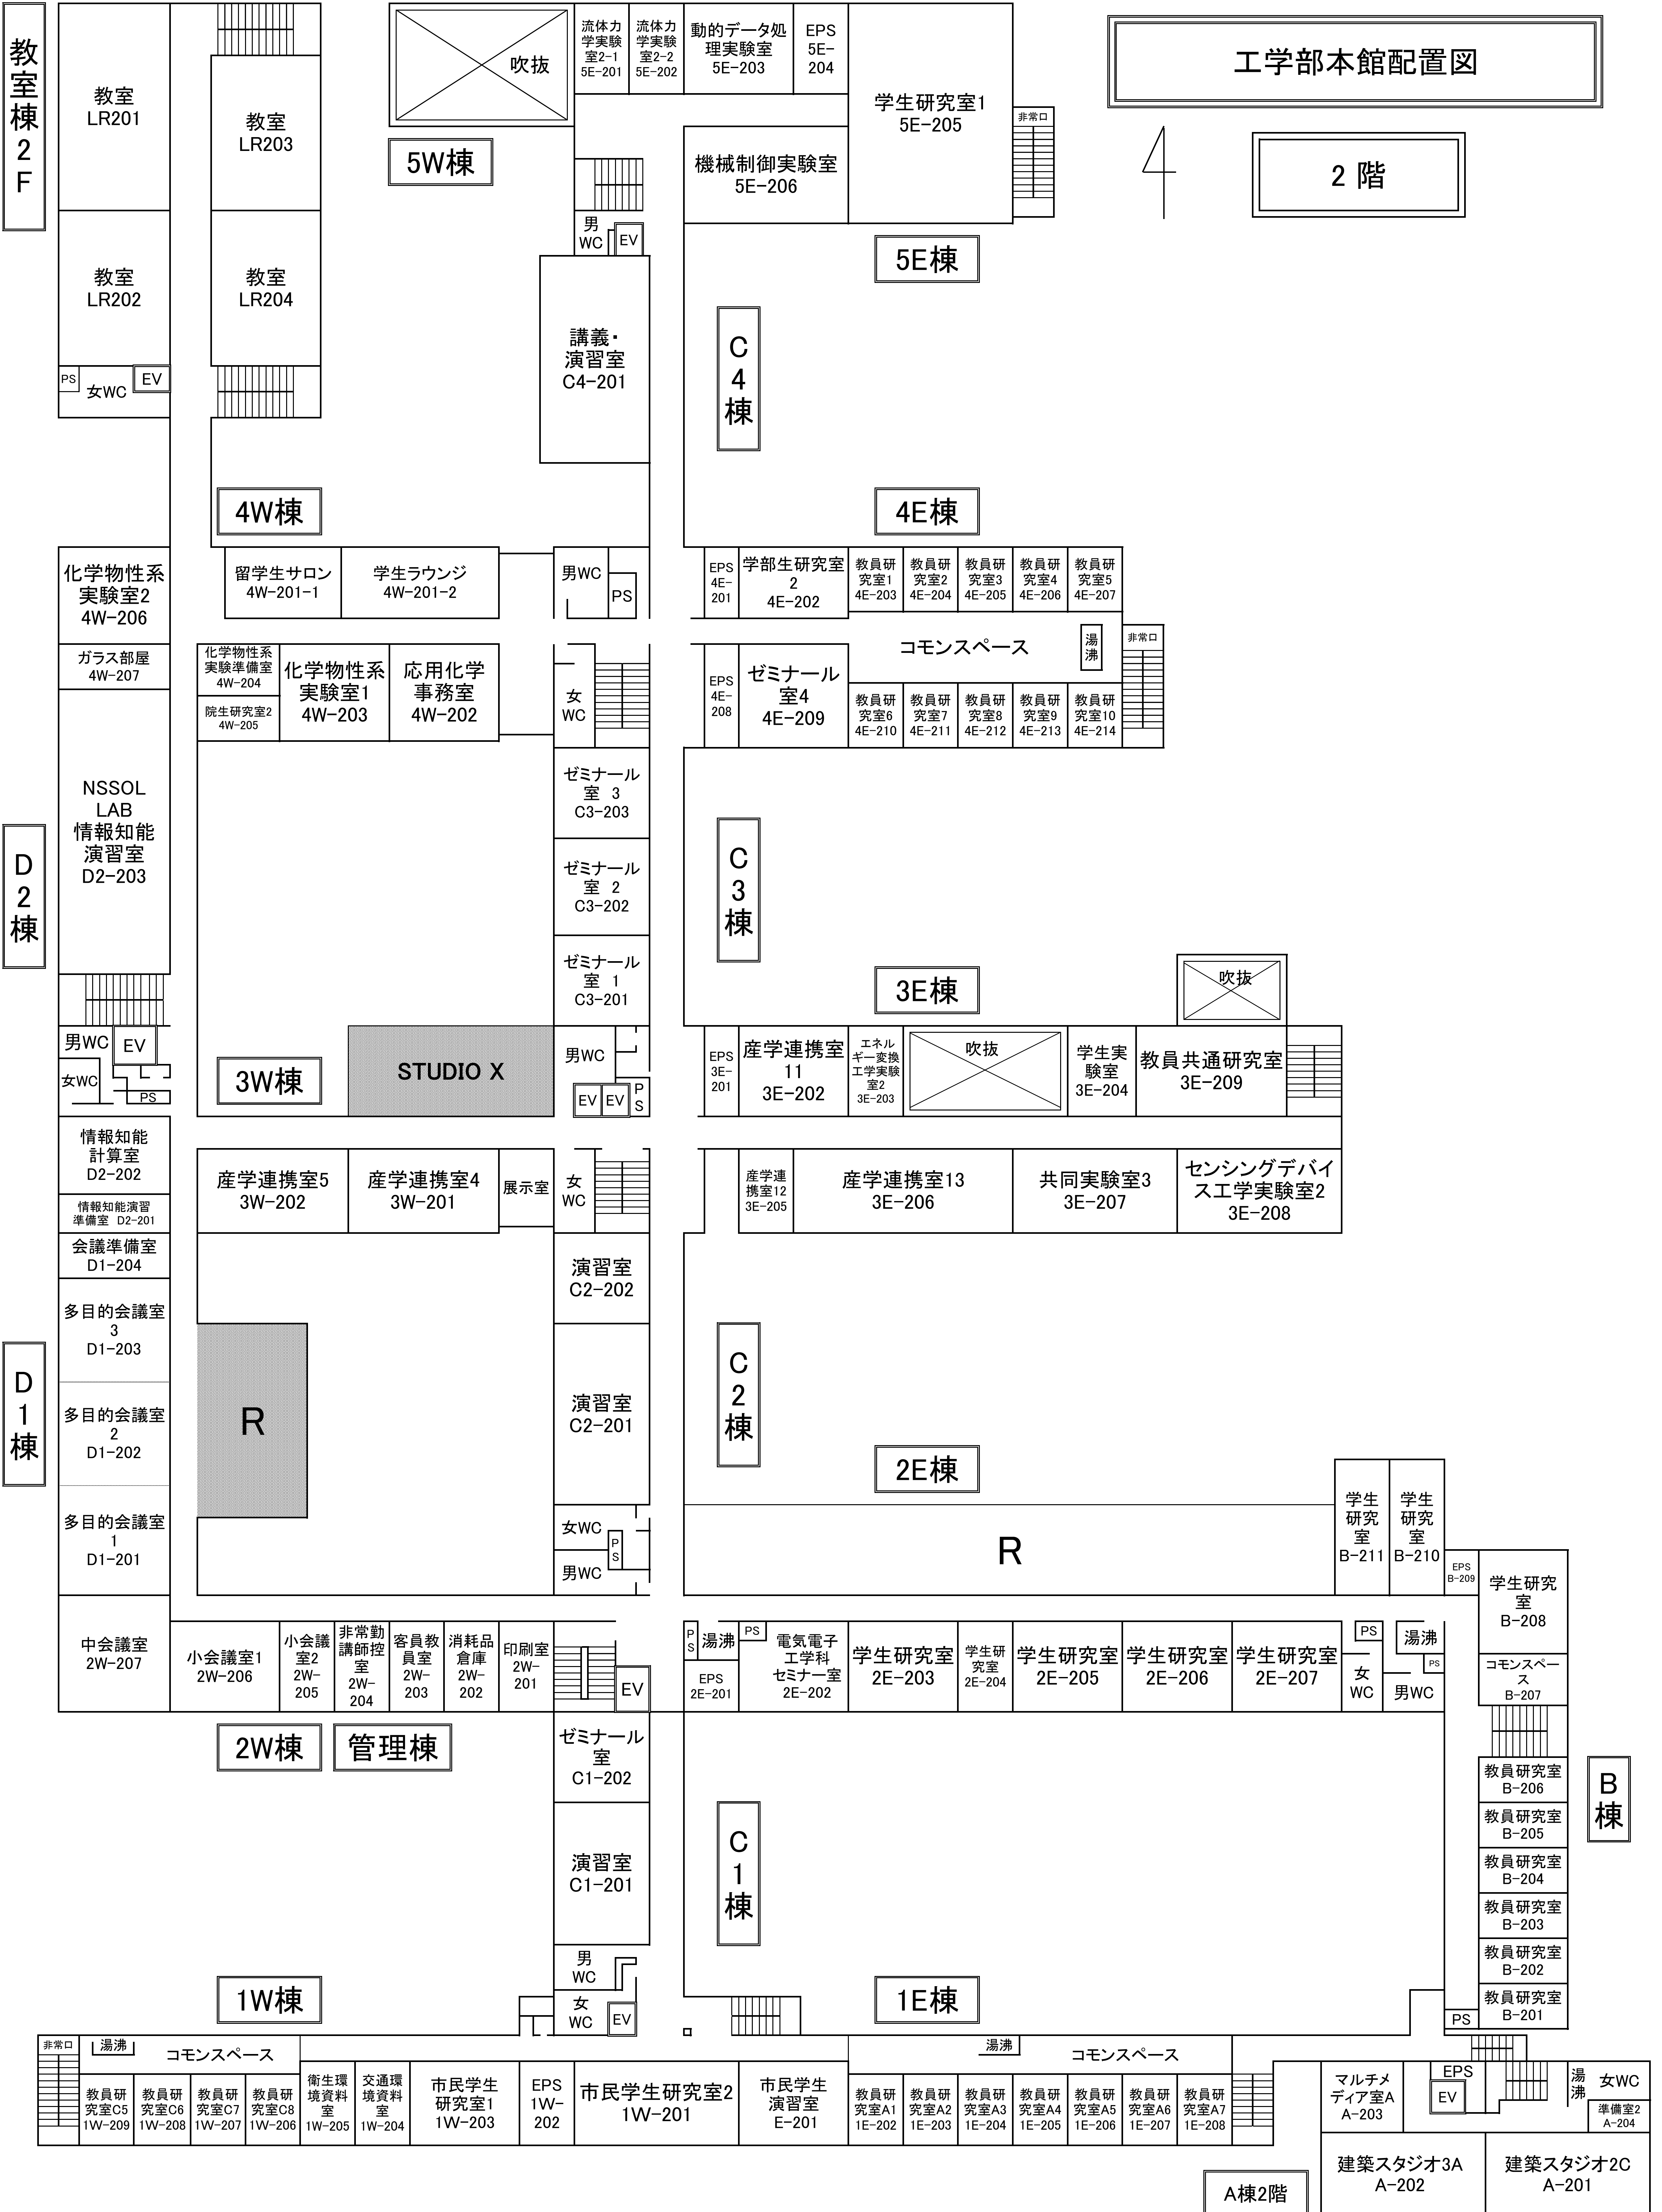 工学部本館配置図
2 階
教
室
棟
2
F
教室
LR201
教室
LR203
教室
LR202
教室
LR204
PS
女WC
EV
吹抜
5W棟
流体力
学実験
室2-1
5E-201
流体力
学実験
室2-2
5E-202
動的データ処
理実験室
5E-203
EPS
5E-
204
学生研究室1
5E-205
非常口
機械制御実験室
5E-206
男
WC
EV
5E棟
講義・
演習室
C4-201
C
4
棟
4W棟
4E棟
化学物性系
実験室2
4W-206
留学生サロン
4W-201-1
学生ラウンジ
4W-201-2
男WC
PS
EPS
4E-
201
学部生研究室
2
4E-202
教員研
究室1
4E-203
教員研
究室2
4E-204
教員研
究室3
4E-205
教員研
究室4
4E-206
教員研
究室5
4E-207
コモンスペース
湯
沸
非常口
ガラス部屋
4W-207
化学物性系
実験準備室
4W-204
院生研究室2
4W-205
化学物性系
実験室1
4W-203
応用化学
事務室
4W-202
女
WC
EPS
4E-
208
ゼミナール
室4
4E-209
教員研
究室6
4E-210
教員研
究室7
4E-211
教員研
究室8
4E-212
教員研
究室9
4E-213
教員研
究室10
4E-214
NSSOL
LAB
情報知能
演習室
D2-203
D
2
棟
ゼミナール
室 3
C3-203
ゼミナール
室 2
C3-202
ゼミナール
室 1
C3-201
C
3
棟
3E棟
吹抜
男WC
EV
女WC
PS
3W棟
STUDIO X
男WC
EV
EV
P
S
EPS
3E-
201
産学連携室
11
3E-202
エネル
ギー変換
工学実験
室2
3E-203
吹抜
学生実
験室
3E-204
教員共通研究室
3E-209
情報知能
計算室
D2-202
情報知能演習
準備室 D2-201
産学連携室5
3W-202
産学連携室4
3W-201
展示室
女
WC
産学連
携室12
3E-205
産学連携室13
3E-206
共同実験室3
3E-207
センシングデバイ
ス工学実験室2
3E-208
会議準備室
D1-204
多目的会議室
3
D1-203
多目的会議室
2
D1-202
多目的会議室
1
D1-201
D
1
棟
R
演習室
C2-202
演習室
C2-201
C
2
棟
2E棟
女WC
P
S
男WC
R
学生
研究
室
B-211
学生
研究
室
B-210
EPS
B-209
学生研究
室
B-208
中会議室
2W-207
小会議室1
2W-206
小会議
室2
2W-
205
非常勤
講師控
室
2W-
204
客員教
員室
2W-
203
消耗品
倉庫
2W-
202
印刷室
2W-
201
EV
P
S
湯沸
EPS
2E-201
PS
電気電子
工学科
セミナー室
2E-202
学生研究室
2E-203
学生研
究室
2E-204
学生研究室
2E-205
学生研究室
2E-206
学生研究室
2E-207
PS
女
WC
湯沸
PS
男WC
コモンスペー
ス
B-207
2W棟
管理棟
ゼミナール
室
C1-202
演習室
C1-201
C
1
棟
教員研究室
B-206
教員研究室
B-205
教員研究室
B-204
教員研究室
B-203
教員研究室
B-202
教員研究室
B-201
B
棟
PS
1W棟
男
WC
女
WC
EV
1E棟
非常口
湯沸
コモンスペース
教員研
究室C5
1W-209
教員研
究室C6
1W-208
教員研
究室C7
1W-207
教員研
究室C8
1W-206
衛生環
境資料
室
1W-205
交通環
境資料
室
1W-204
市民学生
研究室1
1W-203
EPS
1W-
202
市民学生研究室2
1W-201
市民学生
演習室
E-201
湯沸
コモンスペース
教員研
究室A1
1E-202
教員研
究室A2
1E-203
教員研
究室A3
1E-204
教員研
究室A4
1E-205
教員研
究室A5
1E-206
教員研
究室A6
1E-207
教員研
究室A7
1E-208
マルチメ
ディア室A
A-203
EPS
EV
湯
沸
女WC
準備室2
A-204
建築スタジオ3A
A-202
建築スタジオ2C
A-201
A棟2階